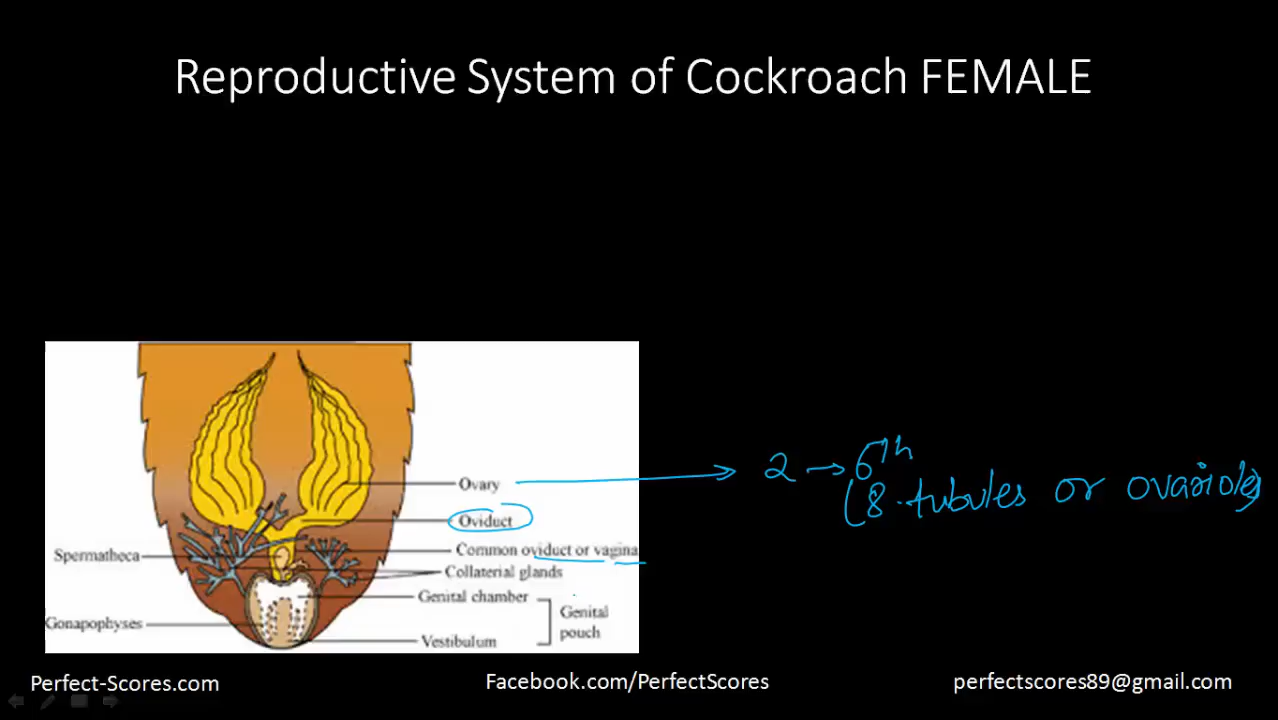 Reproductive System of Cockroach FEMALE
Ovary
2 → 6th
(8-tubules or ovarioles)
Oviduct
Common oviduct or vagina
Spermatheca
Collaterial glands
Genital chamber
Genital pouch
Gonapophyses
Vestibulum
Perfect-Scores.com
Facebook.com/PerfectScores
perfectscores89@gmail.com